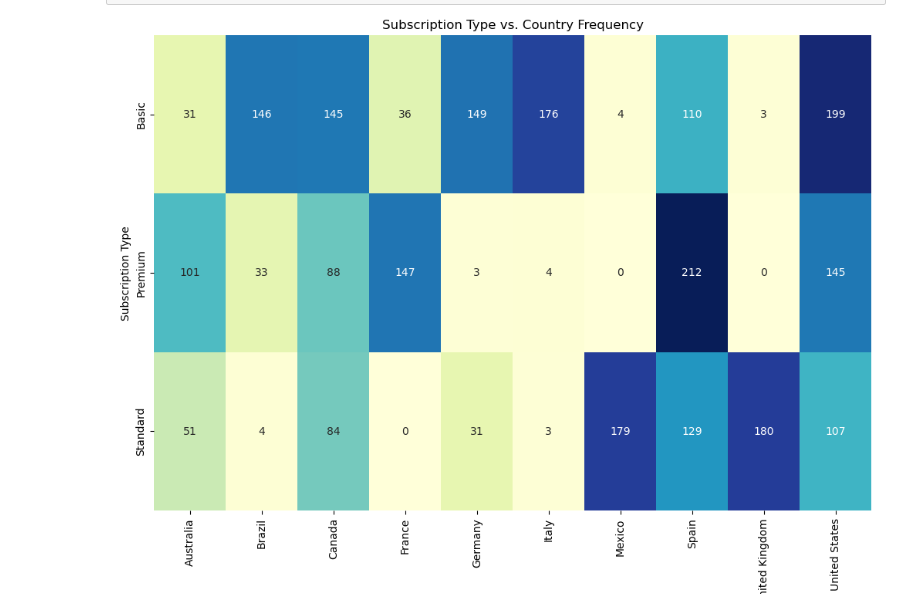 Subscription Type vs. Country Frequency
Basic
31 146 145 36 149 176 4 110 3 199
Subscription Type
Premium
101 33 88 147 3 4 0 212 0 145
Standard
51 4 84 0 31 3 179 129 180 107
Australia
Brazil
Canada
France
Germany
Italy
Mexico
Spain
nited Kingdom
United States